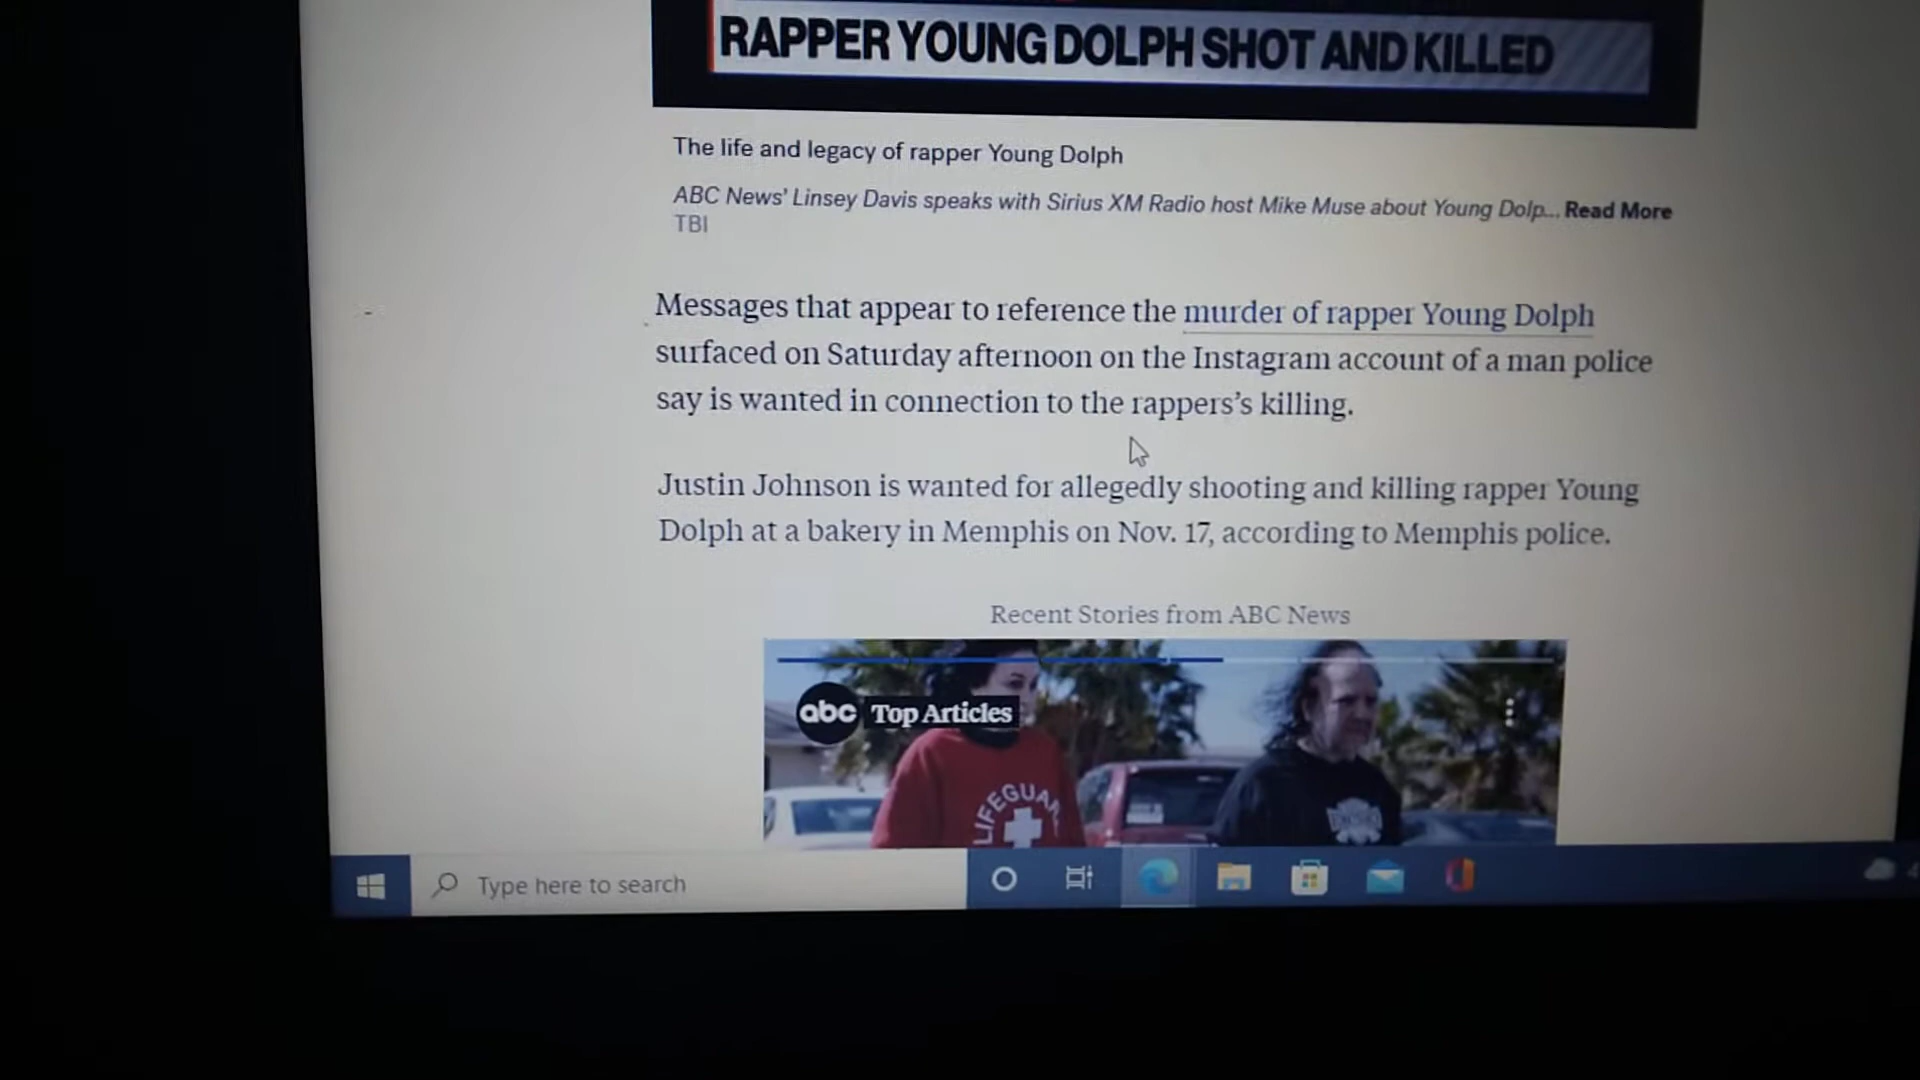 RAPPER YOUNG DOLPH SHOT AND KILLED
The life and legacy of rapper Young Dolph
ABC News' Linsey Davis speaks with Sirius XM Radio host Mike Muse about Young Dolp... Read More
TBI
Messages that appear to reference the murder of rapper Young Dolph
surfaced on Saturday afternoon on the Instagram account of a man police
say is wanted in connection to the rappers's killing.
Justin Johnson is wanted for allegedly shooting and killing rapper Young
Dolph at a bakery in Memphis on Nov. 17, according to Memphis police.
Recent Stories from ABC News
abc Top Articles
LIFEGUA
Type here to search